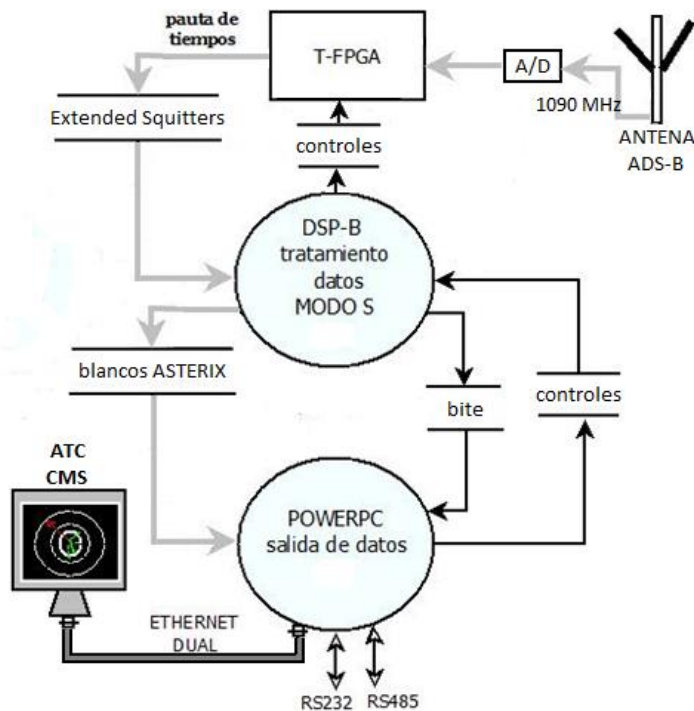 pauta de
tiempos
T-FPGA
A/D
1090 MHz
ANTENA
ADS-B
Extended Squitters
controles
DSP-B
tratamiento
datos
MODO S
blancos ASTERIX
bite
controles
ATC
CMS
POWERPC
salida de datos
ETHERNET
DUAL
RS232
RS485